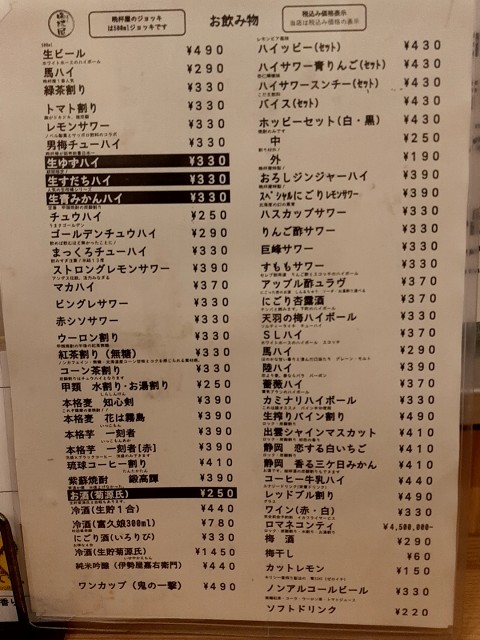 晩杯屋のジョッキは500mlジョッキです
お飲み物
税込み価格表示
当店は税込み価格の表示
生ビール ¥490
馬ハイ ¥290
緑茶割り ¥330
トマト割り ¥330
レモンサワー ¥330
男梅チューハイ ¥330
生ゆずハイ ¥330
生すだちハイ ¥330
生青みかんハイ ¥330
チュウハイ ¥250
ゴールデンチュウハイ ¥330
まっくろチューハイ ¥330
ストロングレモンサワー ¥390
マカハイ ¥370
ビングレサワー ¥330
赤シソサワー ¥330
ウーロン割り ¥330
紅茶割り(無糖) ¥330
コーン茶割り ¥330
甲類 水割り・お湯割り ¥250
本格麦 知心剣 ¥390
本格麦 花は霧島 ¥390
本格芋 一刻者 ¥390
本格芋 一刻者[赤] ¥390
琉球コーヒー割り ¥410
紫蘇焼酎 鍛高輝 ¥390
お酒(菊源氏) ¥250
冷酒(生貯1合) ¥440
冷酒(富久娘300ml) ¥780
にごり酒(いろりび) ¥330
冷酒(生貯菊源氏) ¥1450
純米吟醸(伊勢屋嘉右衛門) ¥440
ワンカップ(鬼の一撃) ¥490
ハイッピー(セット) ¥430
ハイサワー青りんご(セット) ¥430
ハイサワースンチー(セット) ¥430
バイス(セット) ¥430
ホッピーセット(白・黒) ¥430
中 ¥250
外 ¥190
おろしジンジャーハイ ¥390
スペシャルにごりレモンサワー ¥390
ハスカップサワー ¥330
りんご酢サワー ¥330
巨峰サワー ¥330
すももサワー ¥330
アップル酢ュラヴ ¥370
にごり杏露酒 ¥370
天羽の梅ハイボール ¥330
SLハイ ¥370
馬ハイ ¥290
陸ハイ ¥390
薔薇ハイ ¥370
カミナリハイボール ¥330
生搾りパイン割り ¥490
出雲シャインマスカット ¥410
静岡 恋する白いちご ¥410
静岡 香る三ケ日みかん ¥410
コーヒー牛乳ハイ ¥440
レッドブル割り ¥490
ワイン(赤・白) ¥330
ロマネコンティ ¥4,500,000-
梅酒 ¥290
梅干し ¥60
カットレモン ¥150
ノンアルコールビール ¥330
ソフトドリンク ¥220